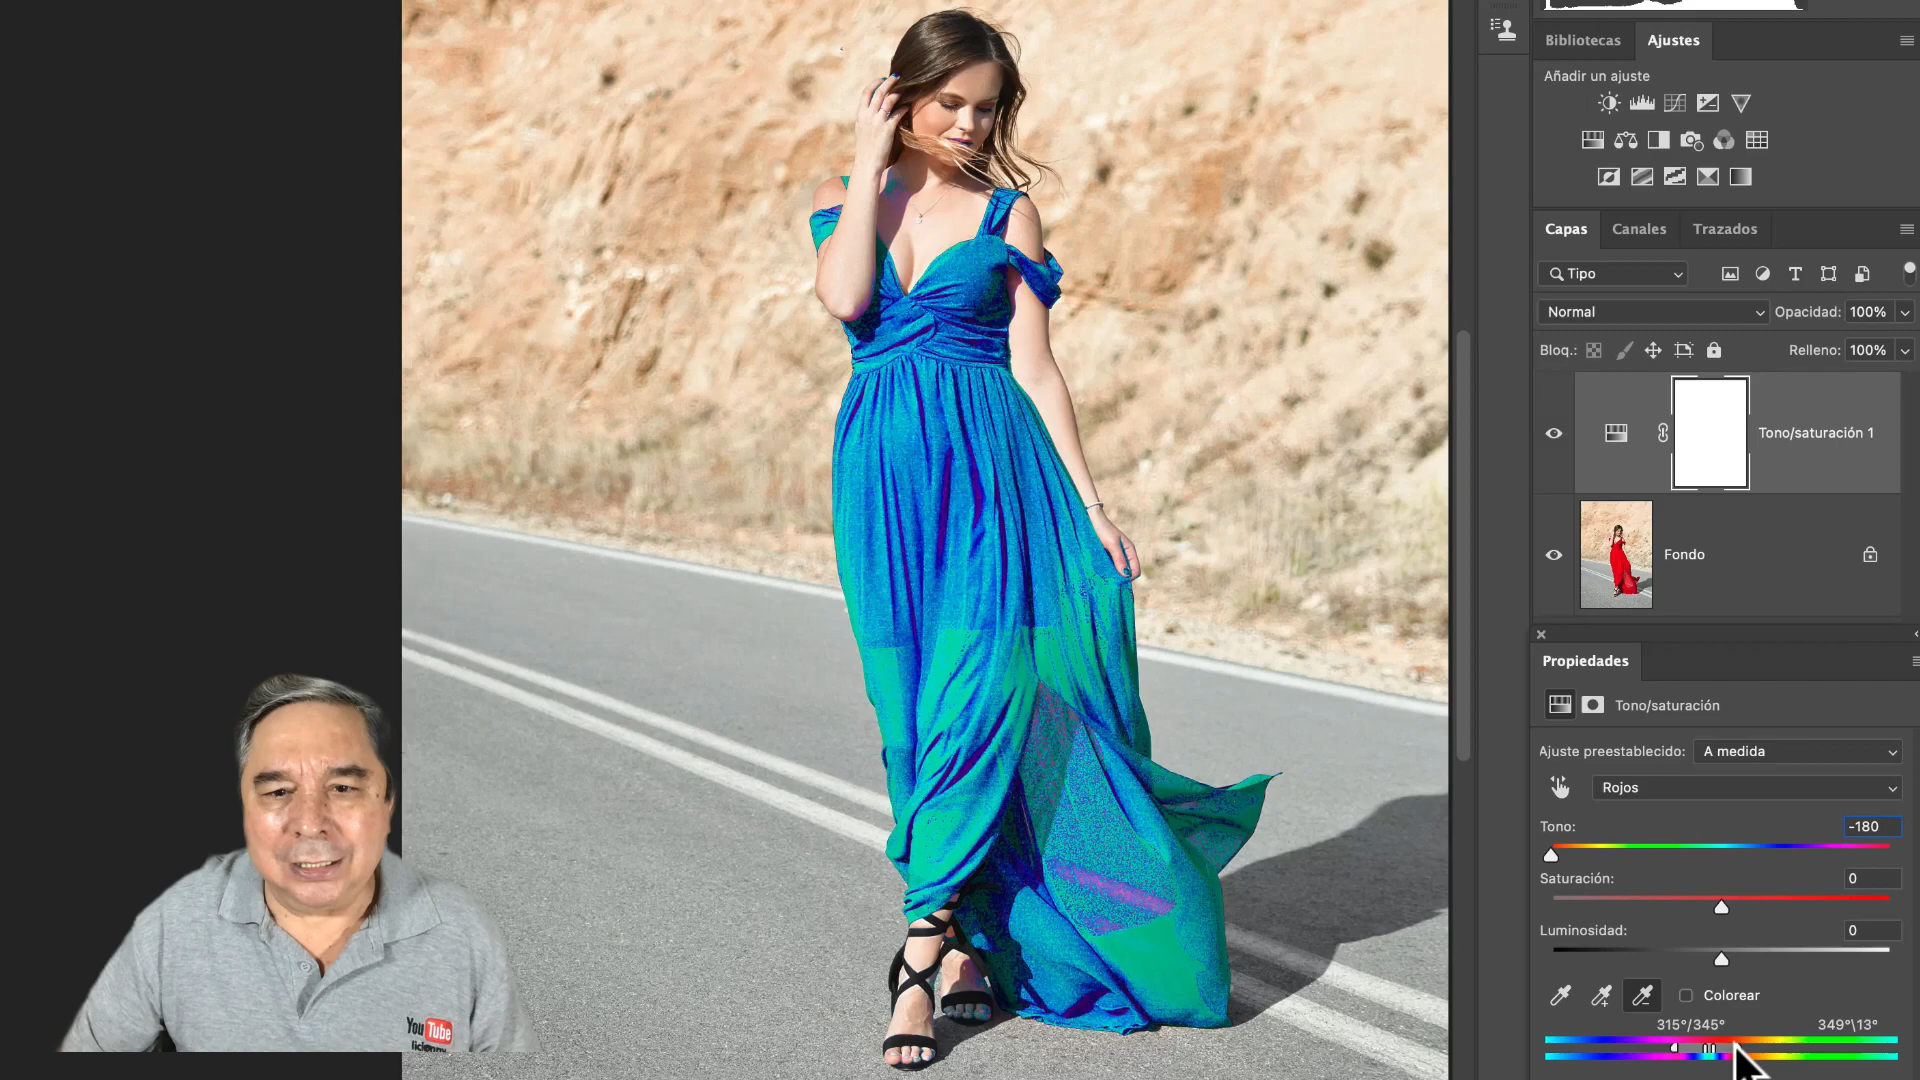 Bibliotecas
Ajustes
Añadir un ajuste
Capas
Canales
Trazados
Tipo
Normal
Opacidad: 100%
Bloq.:
Relleno: 100%
Tono/saturación 1
Fondo
Propiedades
Tono/saturación
Ajuste preestablecido: A medida
Rojos
Tono: -180
Saturación: 0
Luminosidad: 0
Colorear
315°/345° 349°\13°
YouTube